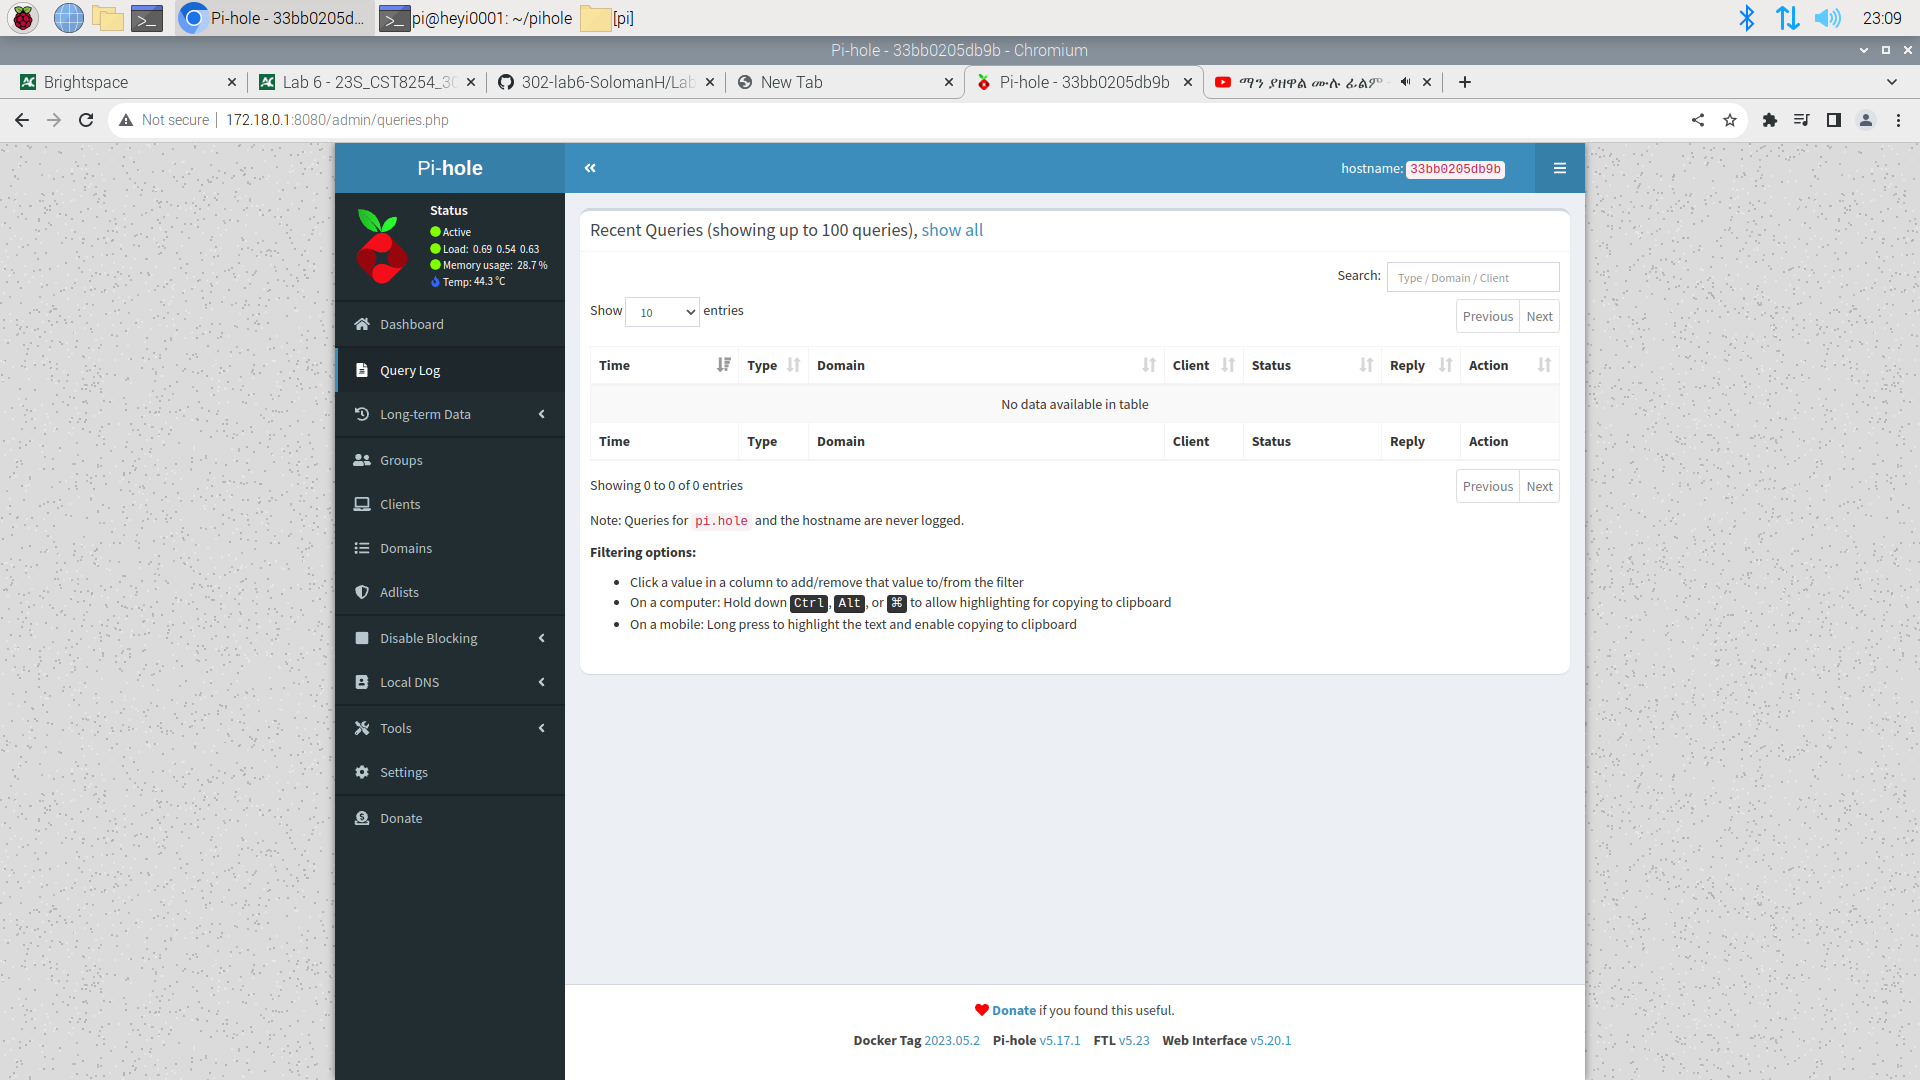 Pi-hole - 33bb0205d... pi@heyi0001: ~/pihole [pi] 23:09
Pi-hole - 33bb0205db9b - Chromium
Brightspace Lab 6 - 23S_CST8254_30 302-lab6-SolomanH/Lab New Tab Pi-hole - 33bb0205db9b ማን ያዘዋል ሙሉ ፊልም
Not secure 172.18.0.1:8080/admin/queries.php
Pi-hole hostname: 33bb0205db9b
Status
Active
Load: 0.69 0.54 0.63
Memory usage: 28.7 %
Temp: 44.3 °C
Dashboard
Query Log
Long-term Data
Groups
Clients
Domains
Adlists
Disable Blocking
Local DNS
Tools
Settings
Donate
Recent Queries (showing up to 100 queries), show all
Search: Type / Domain / Client
Show 10 entries
Previous Next
Time Type Domain Client Status Reply Action
No data available in table
Time Type Domain Client Status Reply Action
Showing 0 to 0 of 0 entries
Previous Next
Note: Queries for pi.hole and the hostname are never logged.
Filtering options:
Click a value in a column to add/remove that value to/from the filter
On a computer: Hold down Ctrl, Alt, or ⌘ to allow highlighting for copying to clipboard
On a mobile: Long press to highlight the text and enable copying to clipboard
Donate if you found this useful.
Docker Tag 2023.05.2 Pi-hole v5.17.1 FTL v5.23 Web Interface v5.20.1